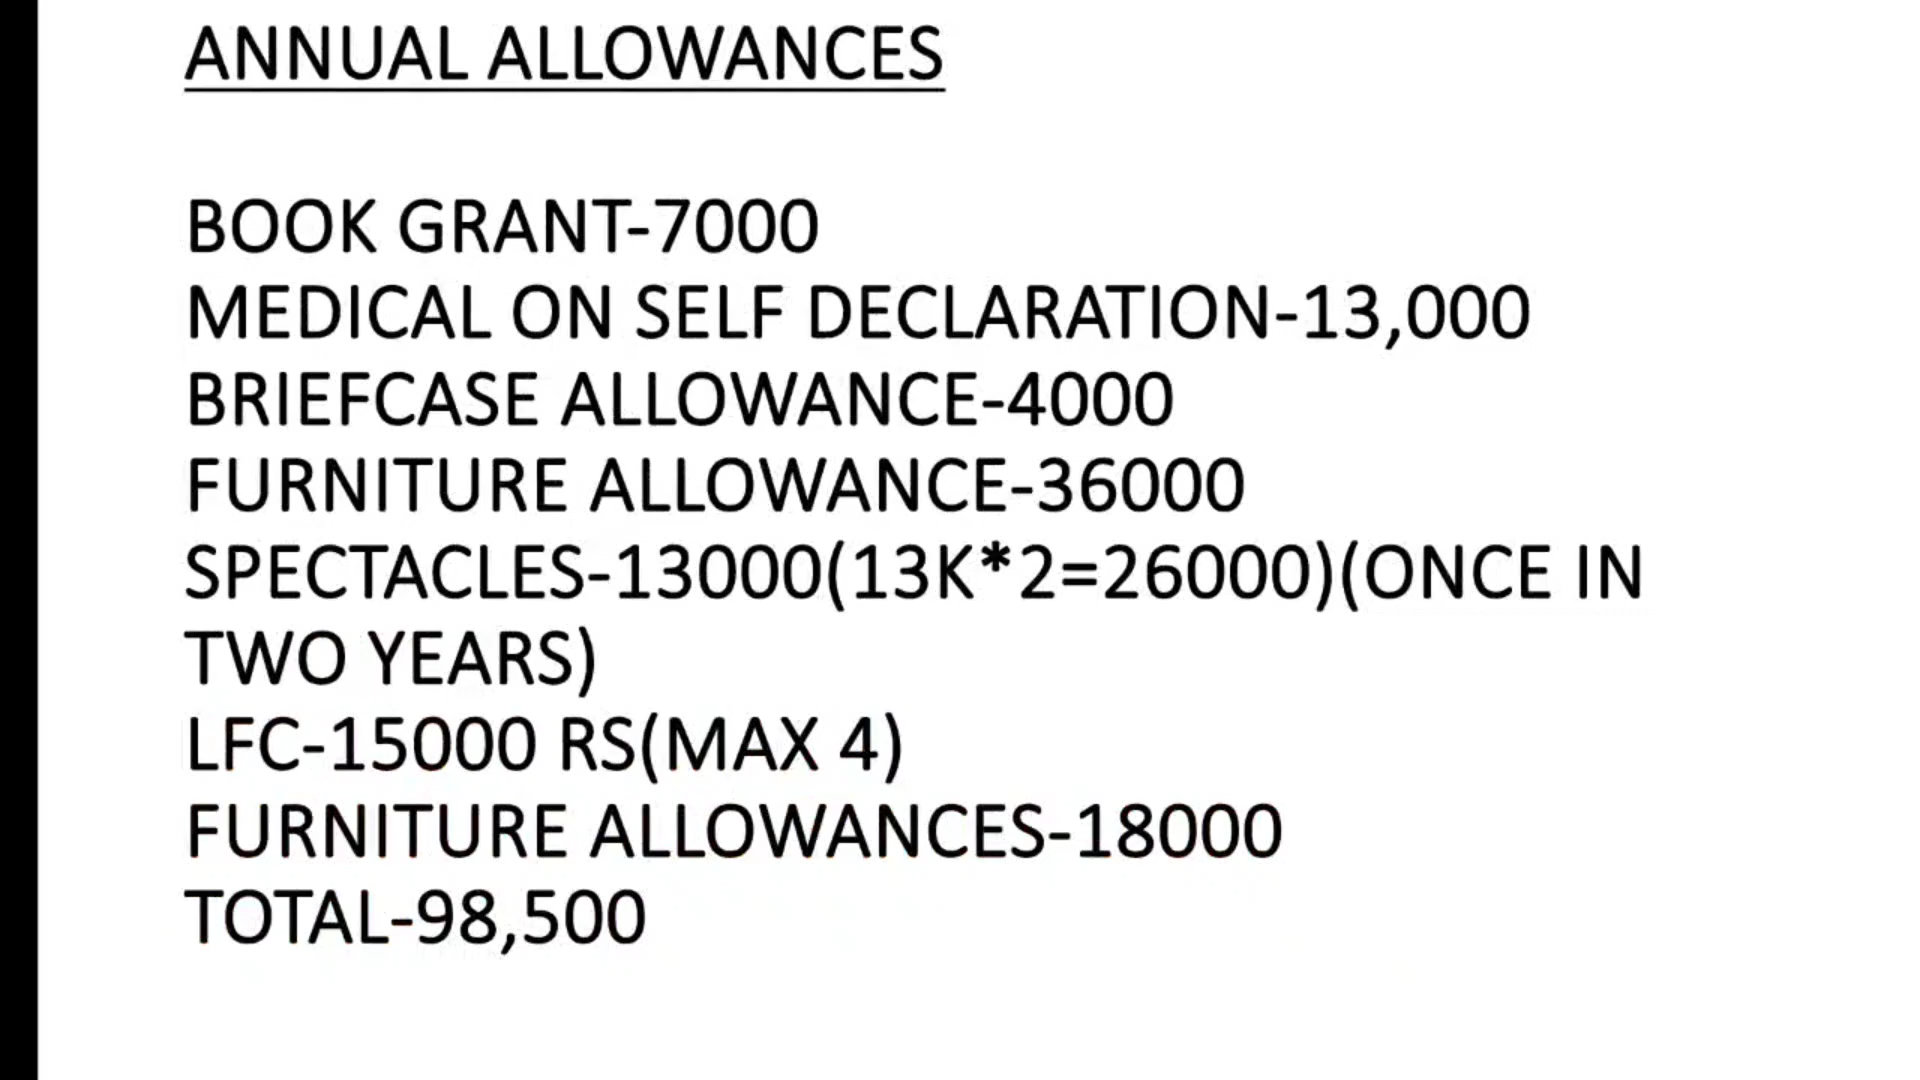 ANNUAL ALLOWANCES
BOOK GRANT-7000
MEDICAL ON SELF DECLARATION-13,000
BRIEFCASE ALLOWANCE-4000
FURNITURE ALLOWANCE-36000
SPECTACLES-13000(13K*2=26000)(ONCE IN
TWO YEARS)
LFC-15000 RS(MAX 4)
FURNITURE ALLOWANCES-18000
TOTAL-98,500